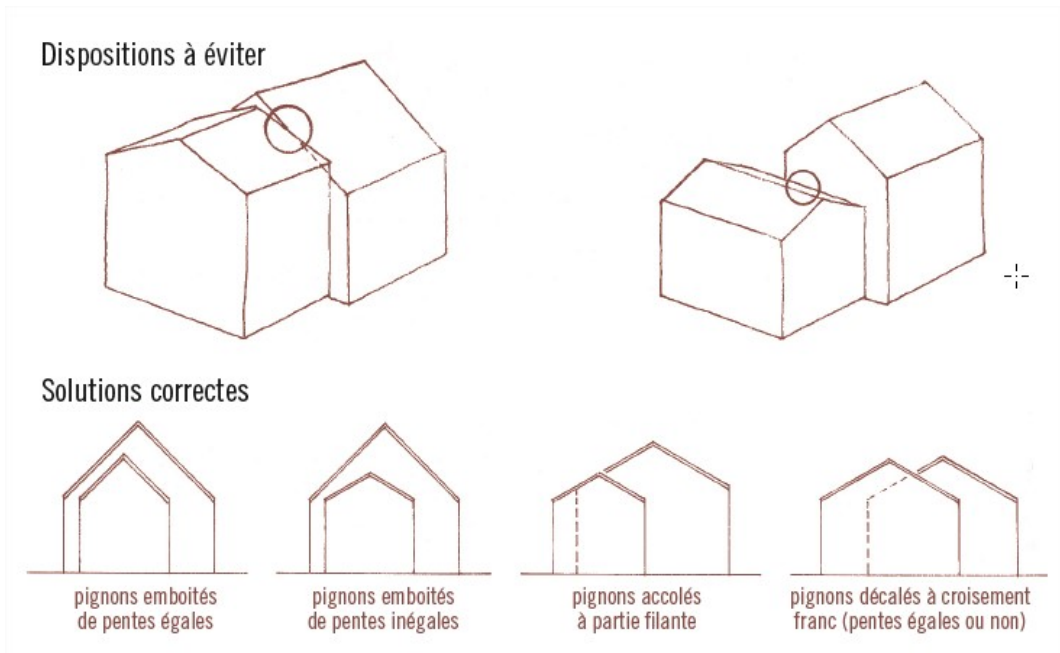 Dispositions à éviter
Solutions correctes
pignons emboités
de pentes égales
pignons emboités
de pentes inégales
pignons accolés
à partie filante
pignons décalés à croisement
franc (pentes égales ou non)